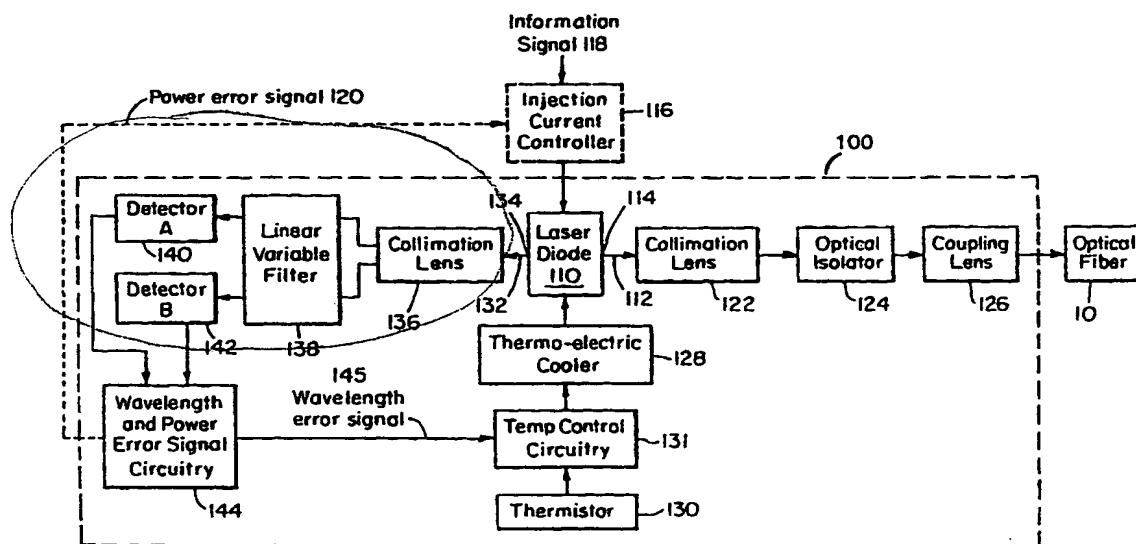 Information
Signal 118
Power error signal 120
Injection
Current
Controller
116
100
Detector
A
140
Linear
Variable
Filter
138
Collimation
Lens
136
134
132
Laser
Diode
110
114
112
Collimation
Lens
122
Optical
Isolator
124
Coupling
Lens
126
Optical
Fiber
10
Detector
B
142
Thermo-electric
Cooler
128
145
Wavelength
error signal
Wavelength
and Power
Error Signal
Circuitry
144
Temp Control
Circuitry
131
Thermistor
130